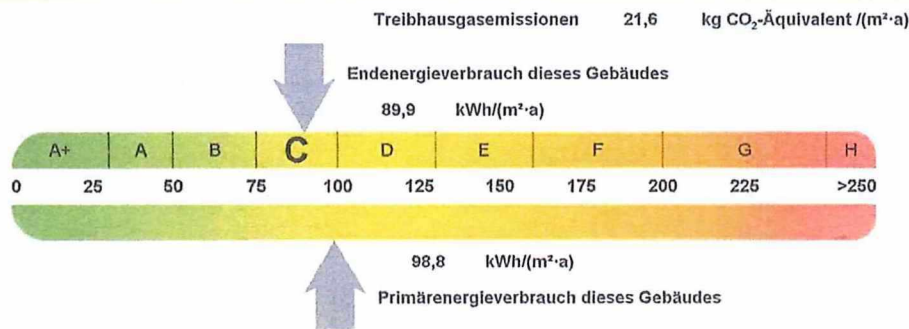 Treibhausgasemissionen 21,6 kg CO₂-Äquivalent /(m²·a)
Endenergieverbrauch dieses Gebäudes
89,9 kWh/(m²·a)
A+ A B C D E F G H
0 25 50 75 100 125 150 175 200 225 >250
98,8 kWh/(m²·a)
Primärenergieverbrauch dieses Gebäudes